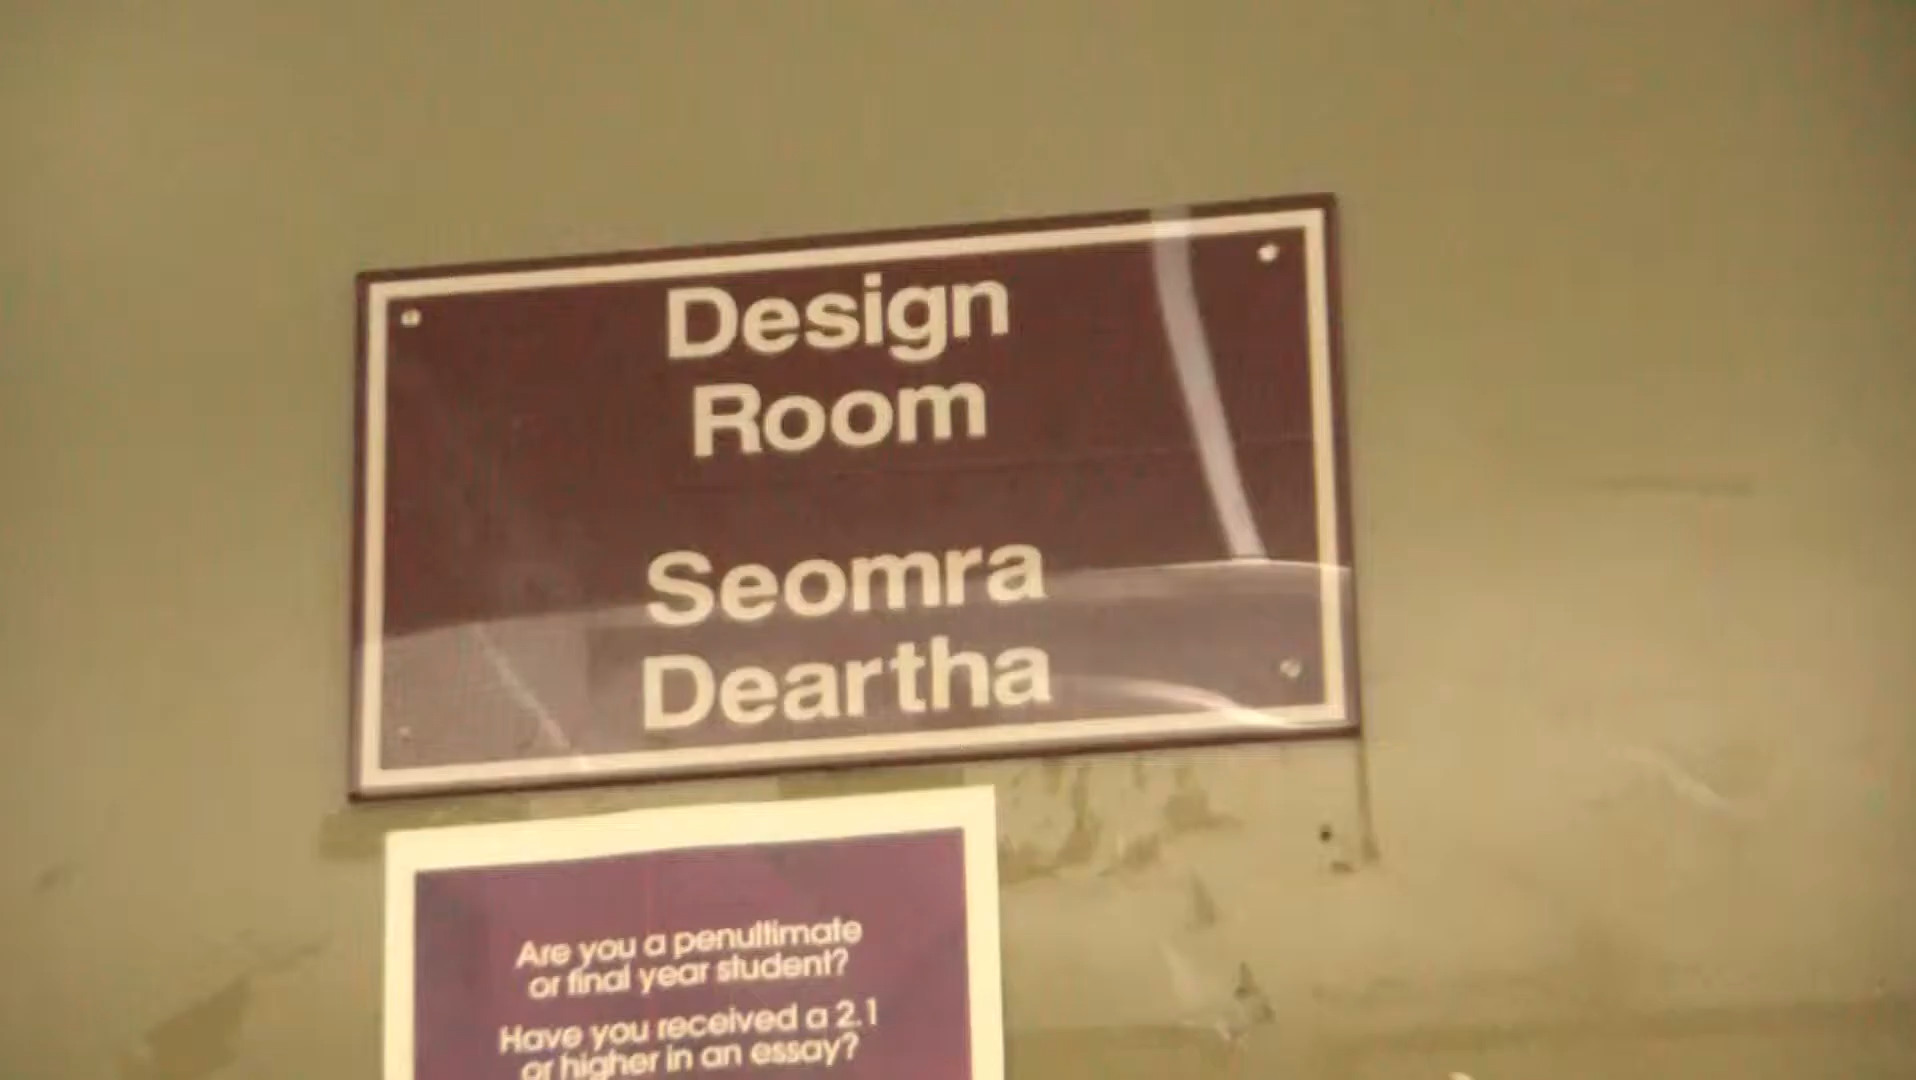 Design
Room
Seomra
Deartha
Are you a penultimate
or final year student?
Have you received a 2.1
or higher in an essay?